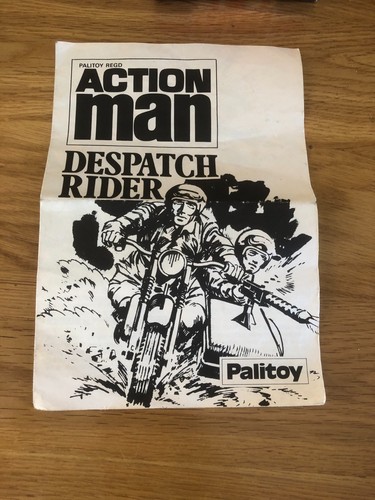 PALITOY REGD
ACTION
man
DESPATCH
RIDER
Palitoy